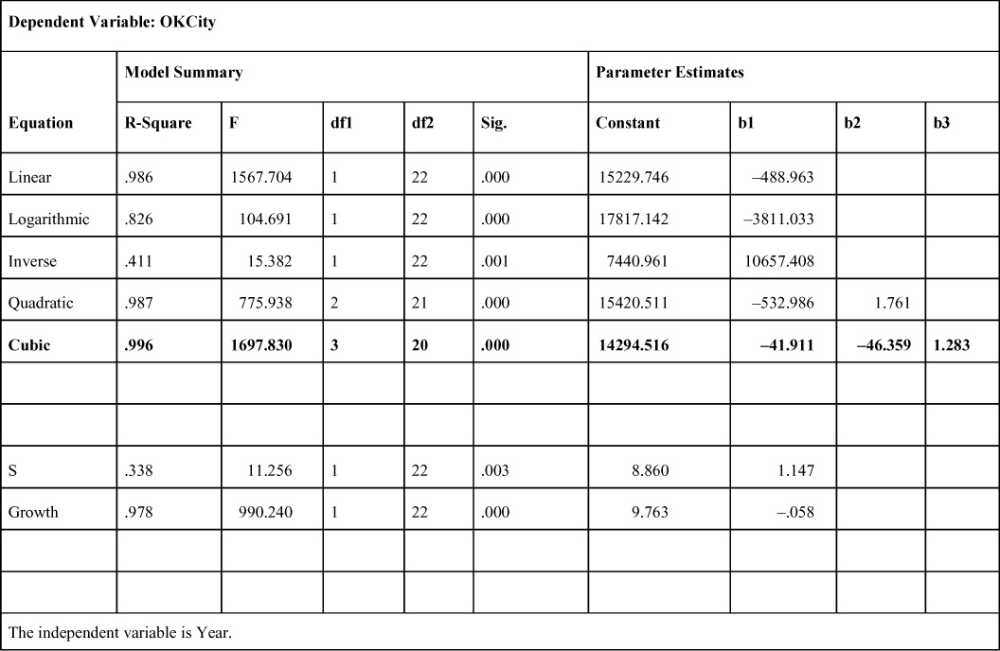 Dependent Variable: OKCity
Model Summary Parameter Estimates
Equation R-Square F df1 df2 Sig. Constant b1 b2 b3
Linear .986 1567.704 1 22 .000 15229.746 –488.963
Logarithmic .826 104.691 1 22 .000 17817.142 –3811.033
Inverse .411 15.382 1 22 .001 7440.961 10657.408
Quadratic .987 775.938 2 21 .000 15420.511 –532.986 1.761
Cubic .996 1697.830 3 20 .000 14294.516 –41.911 –46.359 1.283
S .338 11.256 1 22 .003 8.860 1.147
Growth .978 990.240 1 22 .000 9.763 –.058
The independent variable is Year.